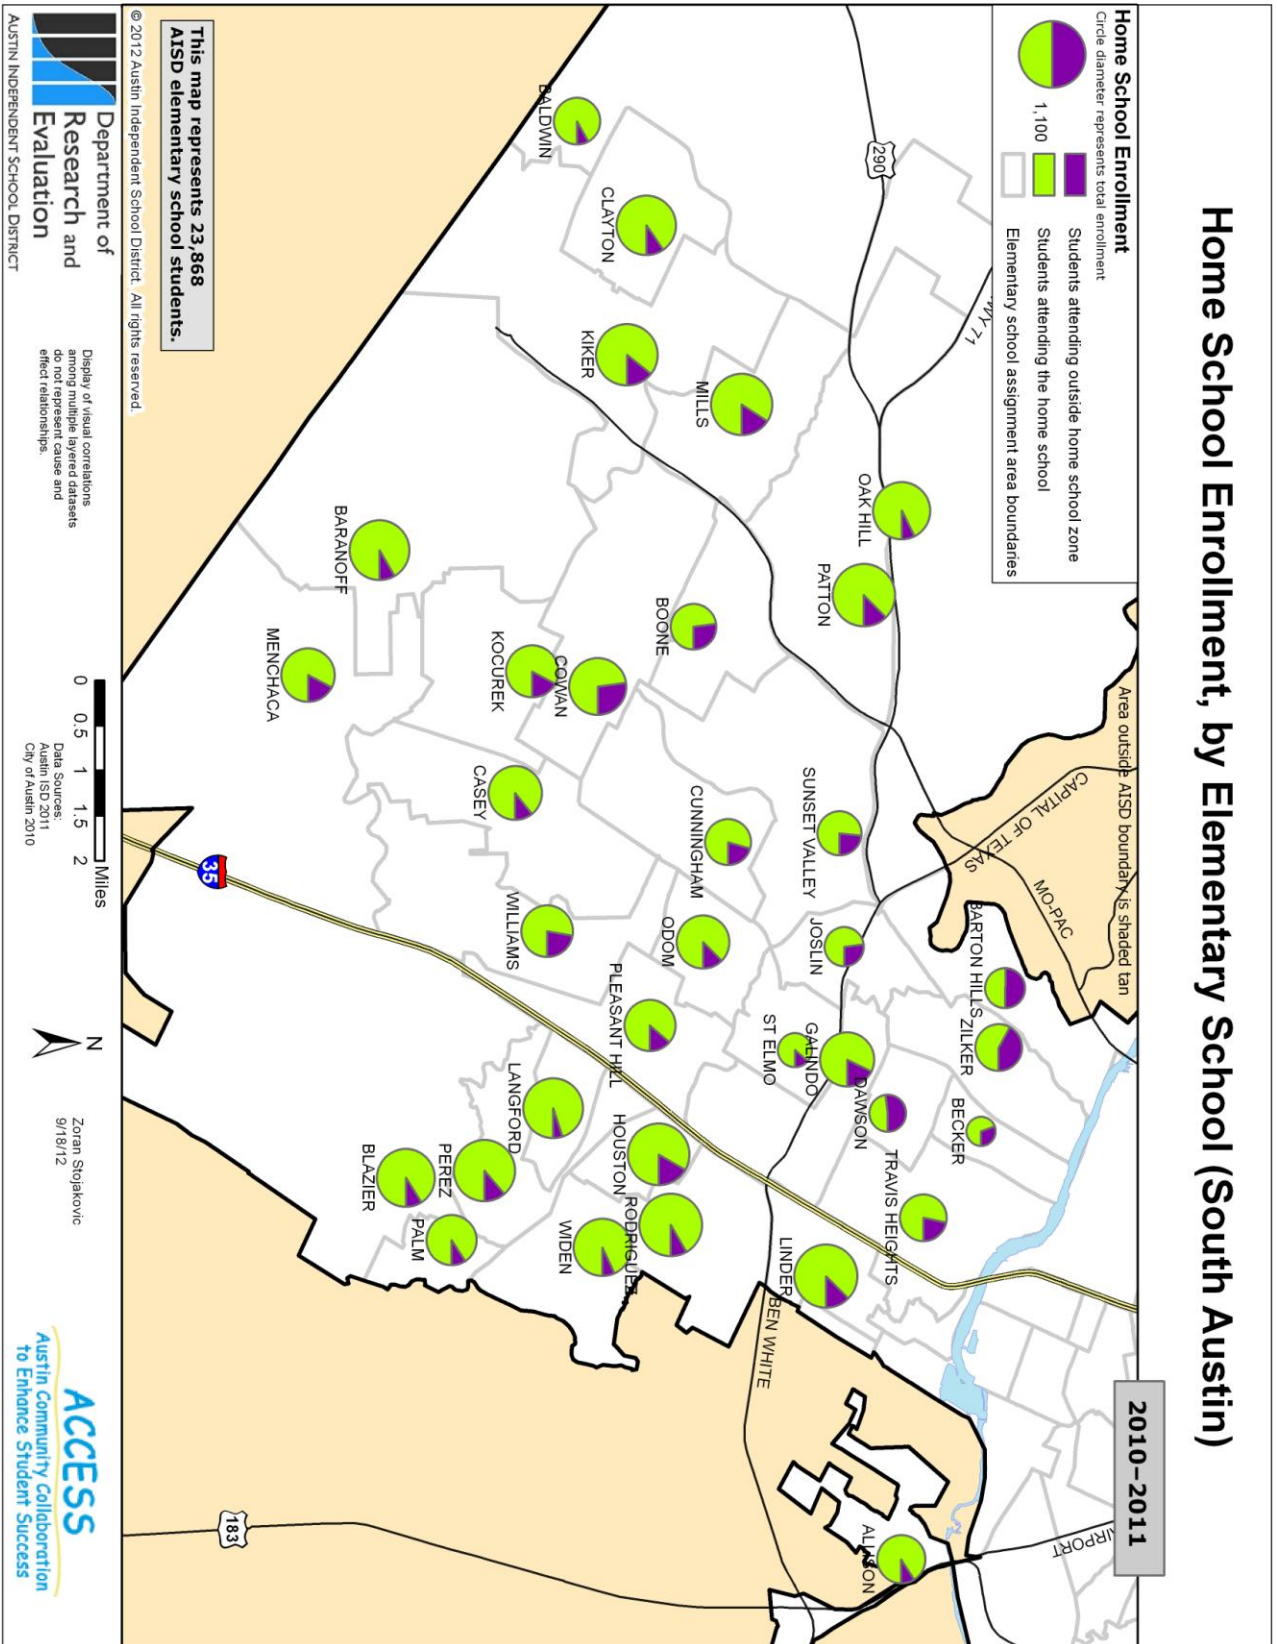 Home School Enrollment, by Elementary School (South Austin)
2010–2011
Home School Enrollment
Circle diameter represents total enrollment
1,100
Students attending outside home school zone
Students attending the home school
Elementary school assignment area boundaries
Area outside AISD boundary is shaded tan
CAPITAL OF TEXAS
MO-PAC
290
BEN WHITE
35
183
BALDWIN
CLAYTON
KIKER
MILLS
OAK HILL
PATTON
BARANOFF
MENCHACA
BOONE
KOCUREK
COWAN
CASEY
SUNSET VALLEY
CUNNINGHAM
WILLIAMS
ODOM
JOSLIN
BARTON HILLS
ZILKER
PLEASANT HILL
ST ELMO
GALINDO
DAWSON
BECKER
LANGFORD
HOUSTON
TRAVIS HEIGHTS
BLAZIER
PEREZ
PALM
WIDEN
RODRIGUEZ
LINDER
ALLISON
This map represents 23,868
AISD elementary school students.
© 2012 Austin Independent School District. All rights reserved.
Department of
Research and
Evaluation
AUSTIN INDEPENDENT SCHOOL DISTRICT
Display of visual correlations
among multiple layered datasets
do not represent cause and
effect relationships.
0 0.5 1 1.5 2
Miles
Data Sources:
Austin ISD 2011
City of Austin 2010
N
Zoran Stojakovic
9/18/12
ACCESS
Austin Community Collaboration
to Enhance Student Success